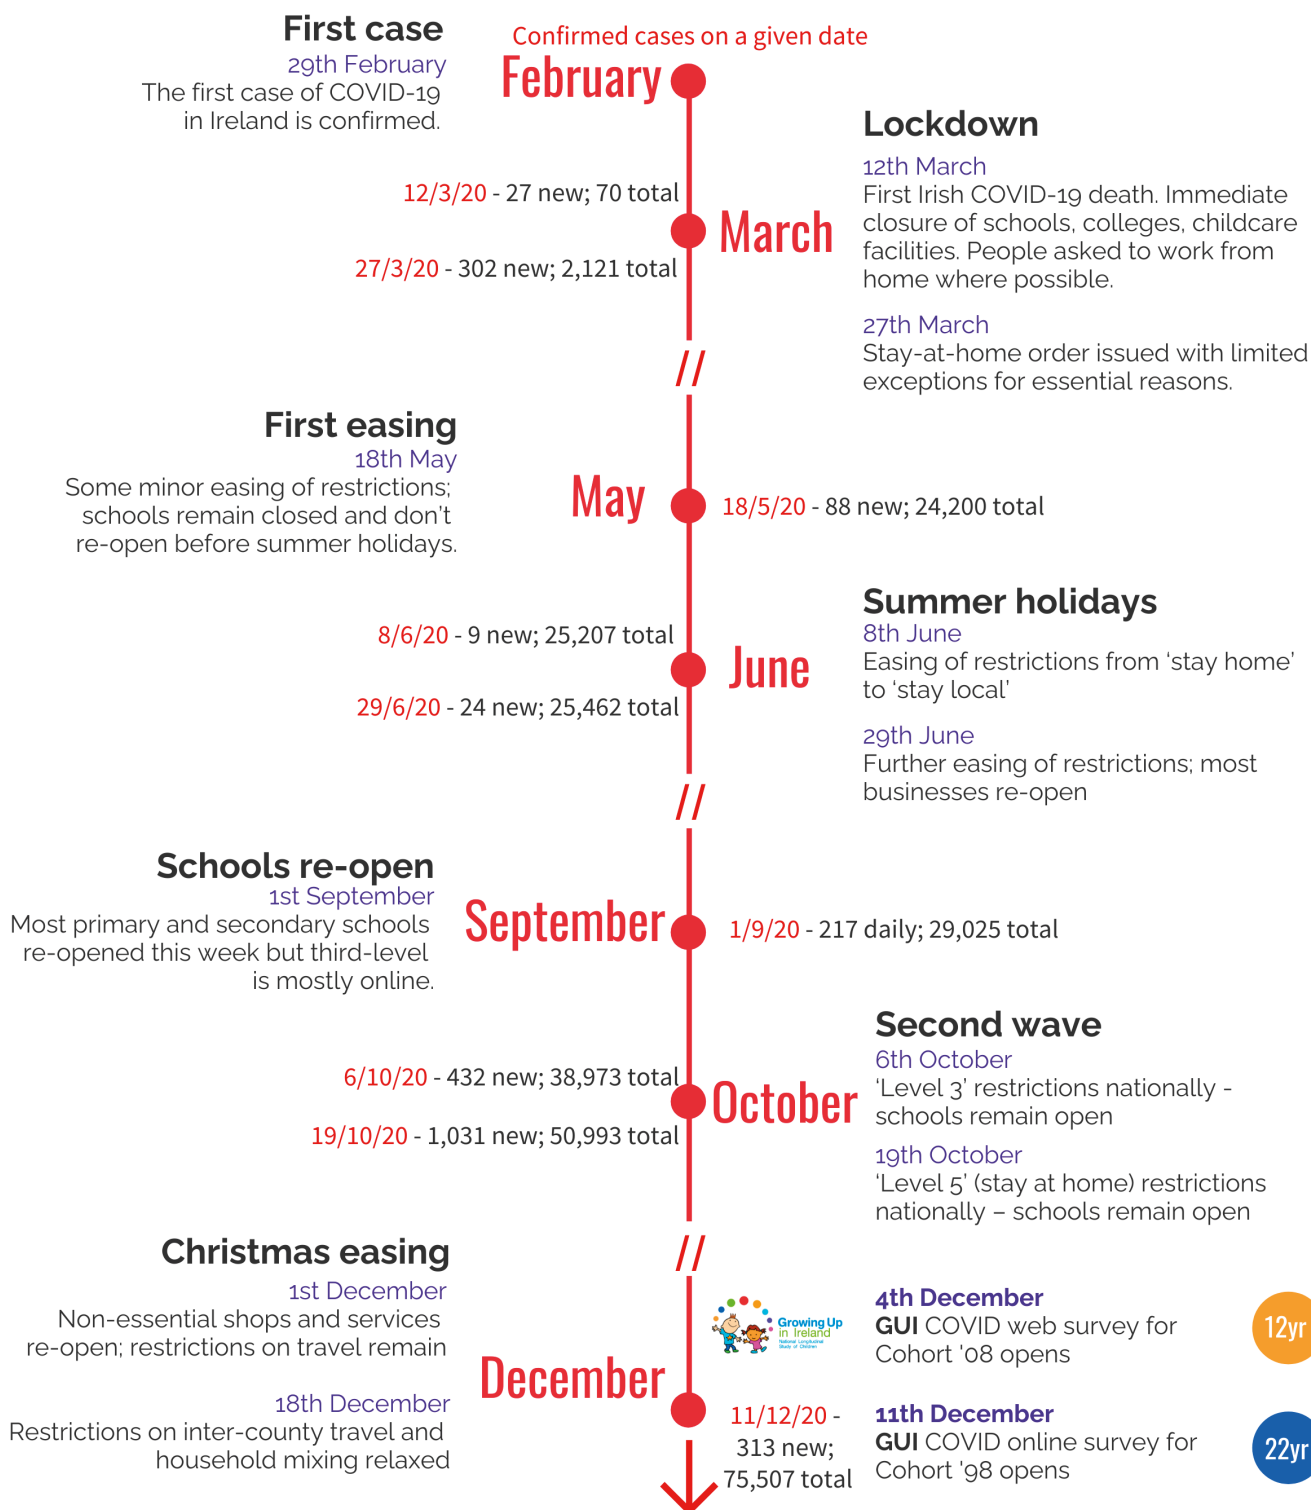 First case
29th February
The first case of COVID-19
in Ireland is confirmed.
Confirmed cases on a given date
February
12/3/20 - 27 new; 70 total
March
27/3/20 - 302 new; 2,121 total
Lockdown
12th March
First Irish COVID-19 death. Immediate
closure of schools, colleges, childcare
facilities. People asked to work from
home where possible.
27th March
Stay-at-home order issued with limited
exceptions for essential reasons.
First easing
18th May
Some minor easing of restrictions;
schools remain closed and don't
re-open before summer holidays.
May
18/5/20 - 88 new; 24,200 total
8/6/20 - 9 new; 25,207 total
June
29/6/20 - 24 new; 25,462 total
Summer holidays
8th June
Easing of restrictions from ‘stay home’
to ‘stay local’
29th June
Further easing of restrictions; most
businesses re-open
Schools re-open
1st September
Most primary and secondary schools
re-opened this week but third-level
is mostly online.
September
1/9/20 - 217 daily; 29,025 total
6/10/20 - 432 new; 38,973 total
October
19/10/20 - 1,031 new; 50,993 total
Second wave
6th October
‘Level 3’ restrictions nationally -
schools remain open
19th October
‘Level 5’ (stay at home) restrictions
nationally – schools remain open
Christmas easing
1st December
Non-essential shops and services
re-open; restrictions on travel remain
18th December
Restrictions on inter-county travel and
household mixing relaxed
December
Growing Up
in Ireland
National Longitudinal
Study of Children
4th December
GUI COVID web survey for
Cohort '08 opens
12yr
11/12/20 -
313 new;
75,507 total
11th December
GUI COVID online survey for
Cohort '98 opens
22yr